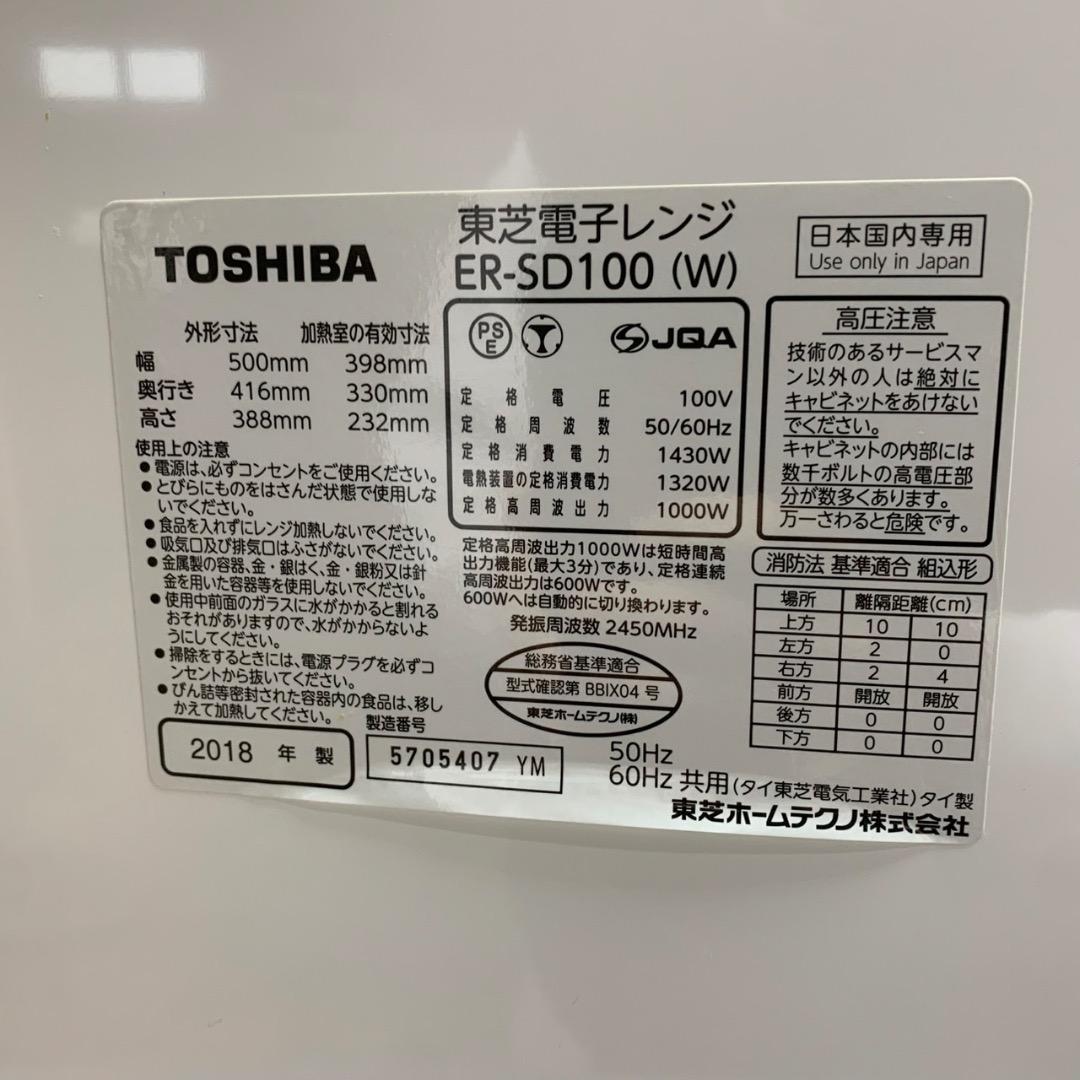 TOSHIBA
東芝電子レンジ
ER-SD100 (W)
日本国内専用
Use only in Japan
外形寸法 加熱室の有効寸法
幅 500mm 398mm
奥行き 416mm 330mm
高さ 388mm 232mm
使用上の注意
●電源は、必ずコンセントをご使用ください。
●とびらにものをはさんだ状態で使用しな
いでください。
●食品を入れずにレンジ加熱しないでください。
●吸気口及び排気口はふさがないでください。
●金属製の容器、金・銀はく、金・銀粉又は針
金を用いた容器等を使用しないでください。
●使用中前面のガラスに水がかかると割れる
おそれがありますので、水がかからないよ
うにしてください。
●掃除をするときには、電源プラグを必ずコ
ンセントから抜いてください。
●びん詰等密封された容器内の食品は、移し
かえて加熱してください。
2018 年 製
製造番号
5705407 YM
PS
E
JQA
定格電圧 100V
定格周波数 50/60Hz
定格消費電力 1430W
電熱装置の定格消費電力 1320W
定格高周波出力 1000W
定格高周波出力1000Wは短時間高
出力機能(最大3分)であり、定格連続
高周波出力は600Wです。
600Wへは自動的に切り換わります。
発振周波数 2450MHz
総務省基準適合
型式確認第 BBIX04 号
東芝ホームテクノ(株)
高圧注意
技術のあるサービスマ
ン以外の人は絶対に
キャビネットをあけない
でください。
キャビネットの内部には
数千ボルトの高電圧部
分が数多くあります。
万一さわると危険です。
消防法 基準適合 組込形
場所 離隔距離(cm)
上方 10 10
左方 2 0
右方 2 4
前方 開放 開放
後方 0 0
下方 0 0
50Hz
60Hz 共用(タイ東芝電気工業社)タイ製
東芝ホームテクノ株式会社